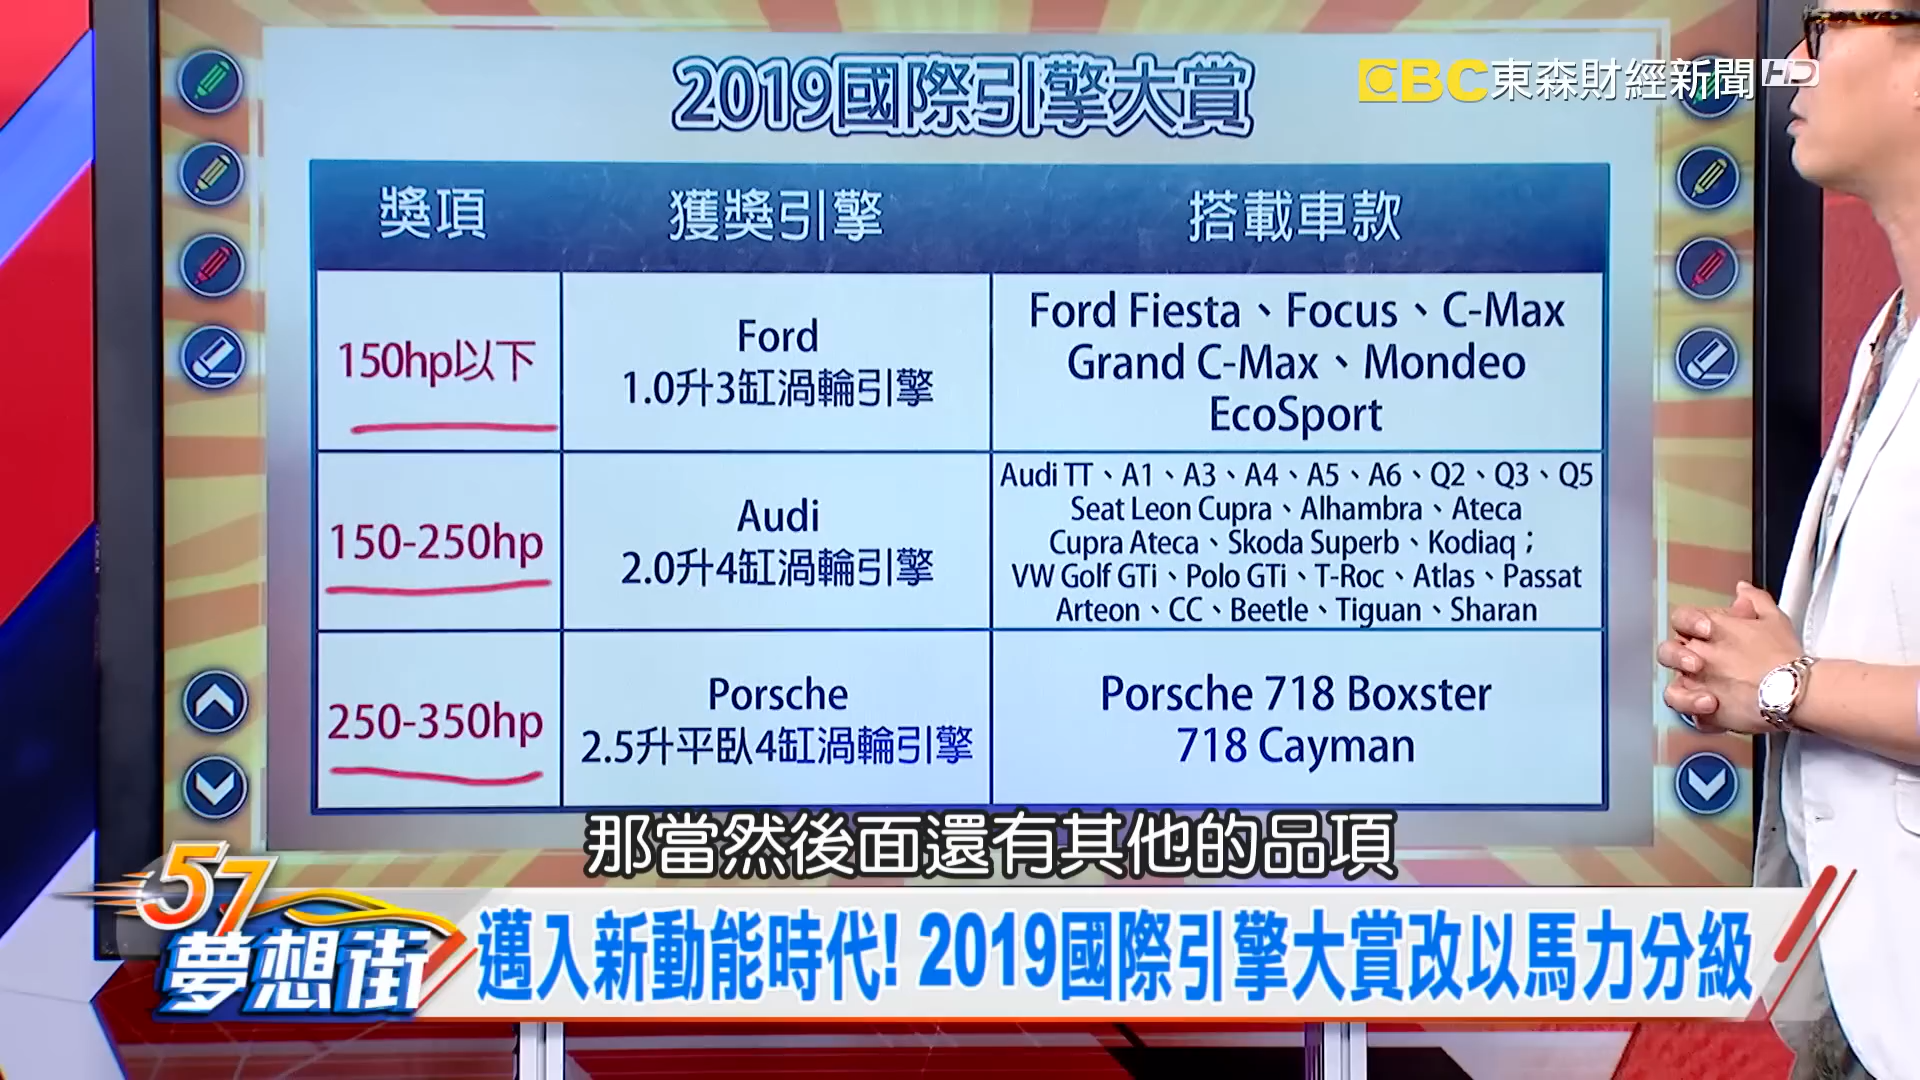 2019國際引擎大賞
EBC東森財經新聞HD
獎項
獲獎引擎
搭載車款
150hp以下
Ford
1.0升3缸渦輪引擎
Ford Fiesta、Focus、C-Max
Grand C-Max、Mondeo
EcoSport
150-250hp
Audi
2.0升4缸渦輪引擎
Audi TT、A1、A3、A4、A5、A6、Q2、Q3、Q5
Seat Leon Cupra、Alhambra、Ateca
Cupra Ateca、Skoda Superb、Kodiaq；
VW Golf GTi、Polo GTi、T-Roc、Atlas、Passat
Arteon、CC、Beetle、Tiguan、Sharan
250-350hp
Porsche
2.5升平臥4缸渦輪引擎
Porsche 718 Boxster
718 Cayman
那當然後面還有其他的品項
57
夢想街
邁入新動能時代! 2019國際引擎大賞改以馬力分級